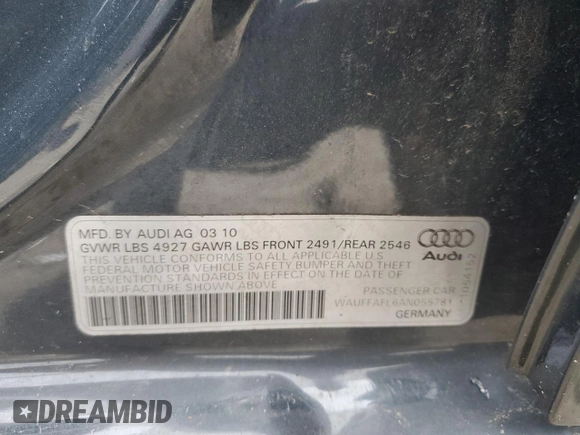 MFD. BY AUDI AG 03 10
GVWR LBS 4927 GAWR LBS FRONT 2491/REAR 2546
THIS VEHICLE CONFORMS TO ALL APPLICABLE U.S
FEDERAL MOTOR VEHICLE SAFETY BUMPER AND THEFT
PREVENTION STANDARDS IN EFFECT ON THE DATE OF
MANUFACTURE SHOWN ABOVE
Audi
PASSENGER CAR
WAUFFAFL6AN055781
GERMANY
DREAMBID